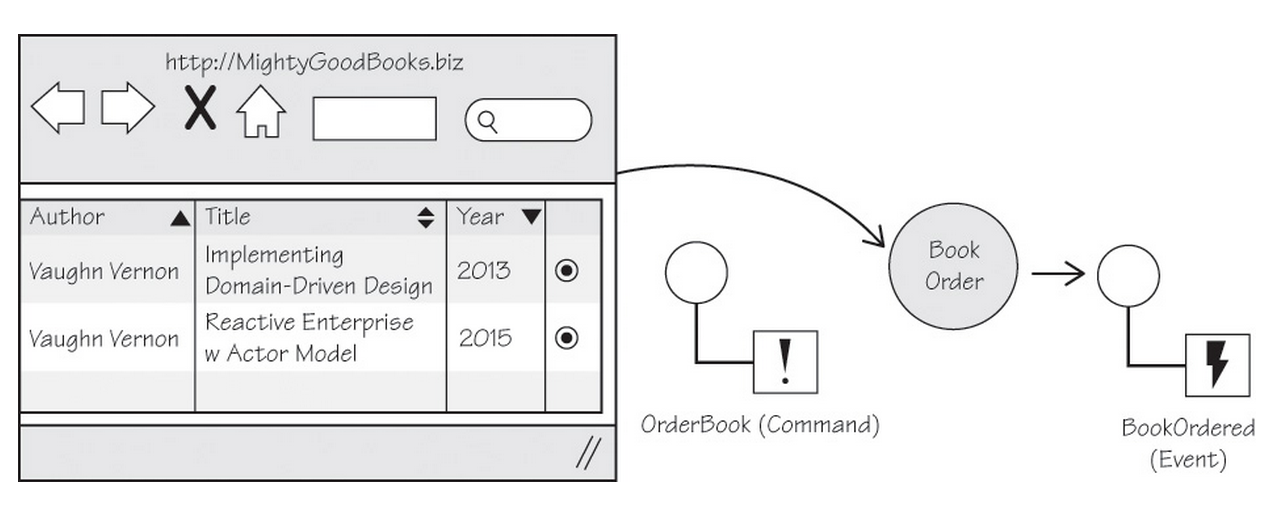 http://MightyGoodBooks.biz
Author Title Year
Vaughn Vernon Implementing Domain-Driven Design 2013
Vaughn Vernon Reactive Enterprise w Actor Model 2015
Book
Order
OrderBook (Command)
BookOrdered
(Event)